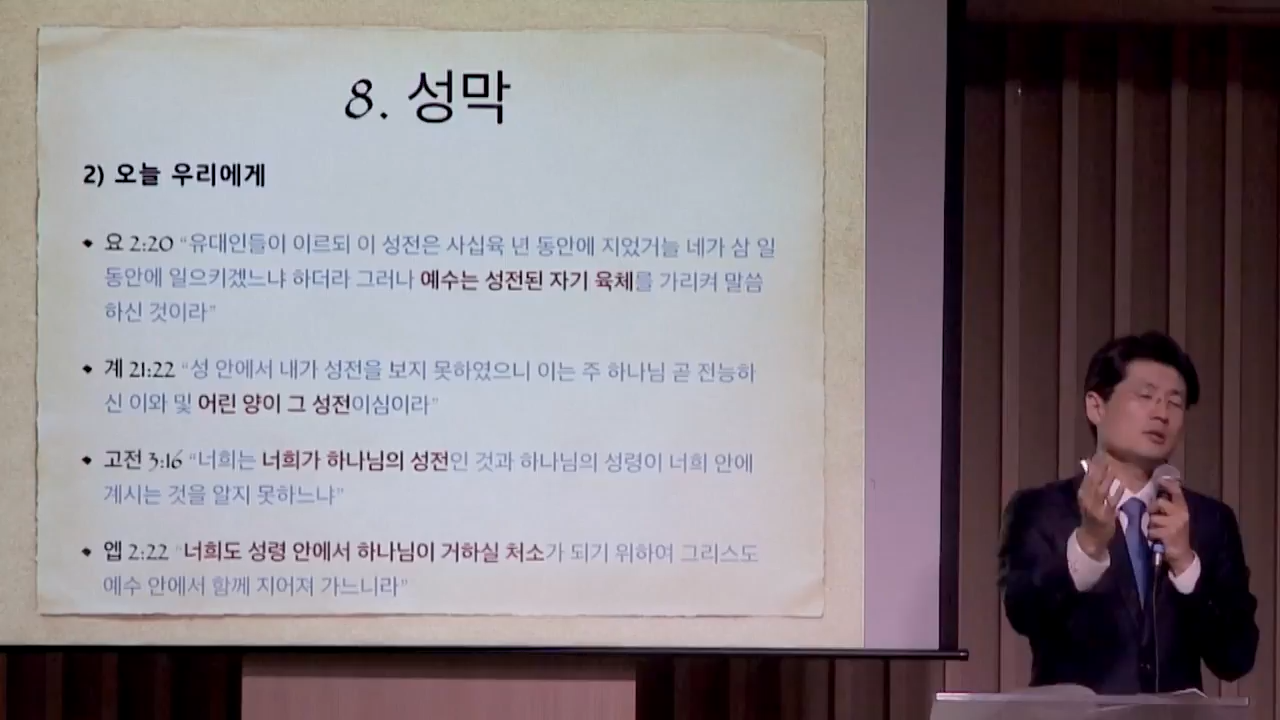 8. 성막
2) 오늘 우리에게
• 요 2:20 “유대인들이 이르되 이 성전은 사십육 년 동안에 지었거늘 네가 삼 일
동안에 일으키겠느냐 하더라 그러나 예수는 성전된 자기 육체를 가리켜 말씀
하신 것이라”
• 계 21:22 “성 안에서 내가 성전을 보지 못하였으니 이는 주 하나님 곧 전능하
신 이와 및 어린 양이 그 성전이심이라”
• 고전 3:16 “너희는 너희가 하나님의 성전인 것과 하나님의 성령이 너희 안에
계시는 것을 알지 못하느냐”
• 엡 2:22 “너희도 성령 안에서 하나님이 거하실 처소가 되기 위하여 그리스도
예수 안에서 함께 지어져 가느니라”